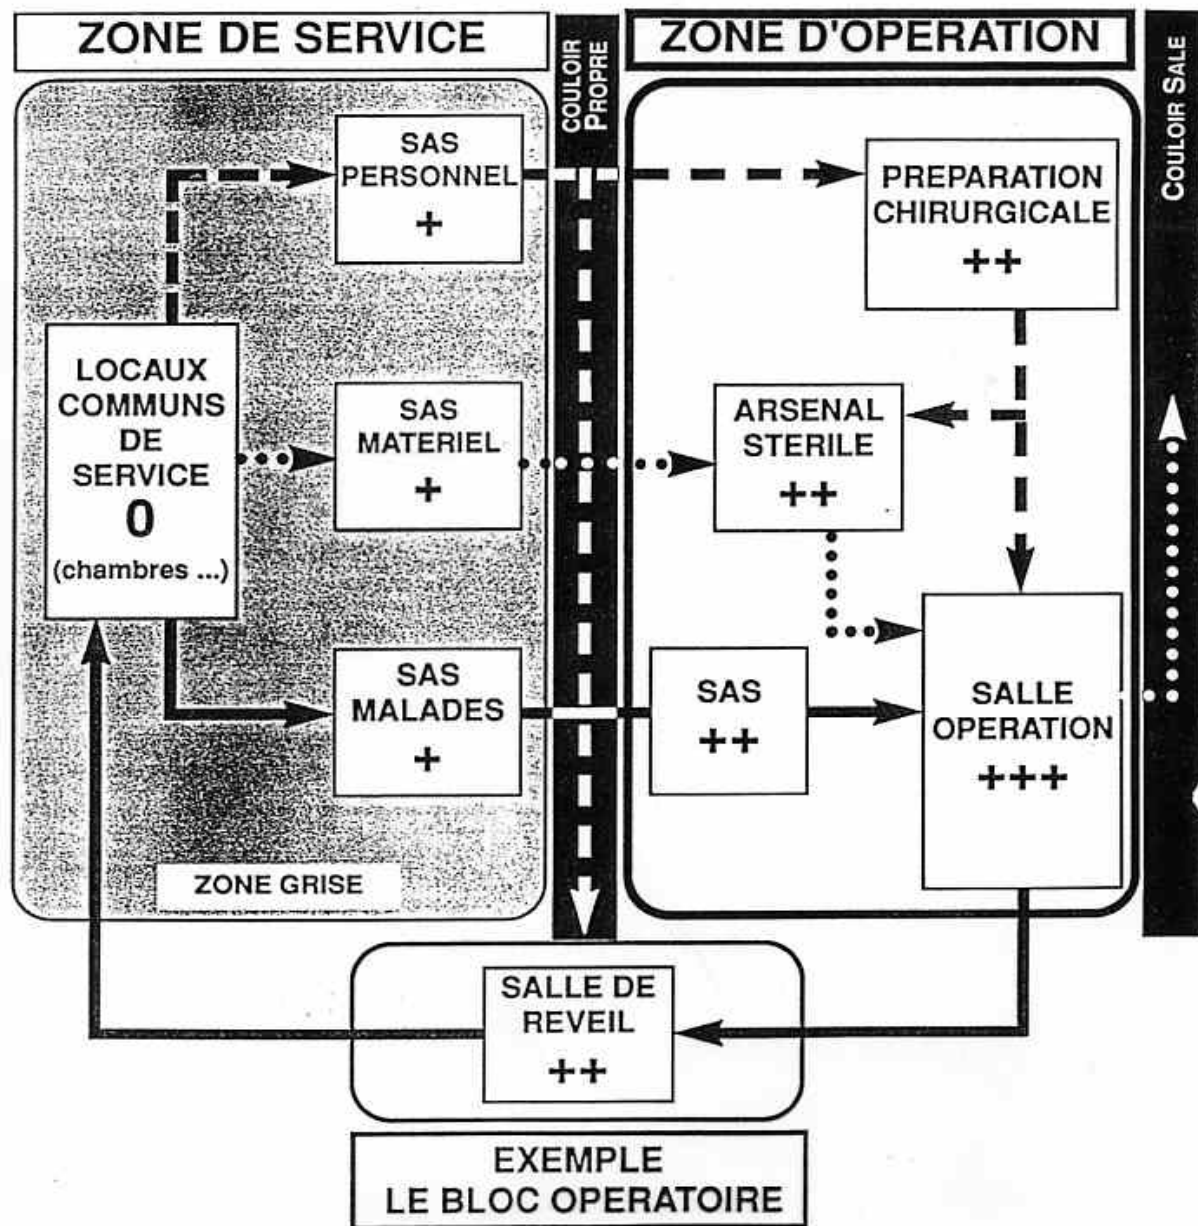 ZONE DE SERVICE
COULOIR
PROPRE
ZONE D'OPERATION
COULOIR SALE
SAS
PERSONNEL
+
PREPARATION
CHIRURGICALE
++
LOCAUX
COMMUNS
DE
SERVICE
0
(chambres ...)
SAS
MATERIEL
+
ARSENAL
STERILE
++
SAS
MALADES
+
SAS
++
SALLE
OPERATION
+++
ZONE GRISE
SALLE DE
REVEIL
++
EXEMPLE
LE BLOC OPERATOIRE